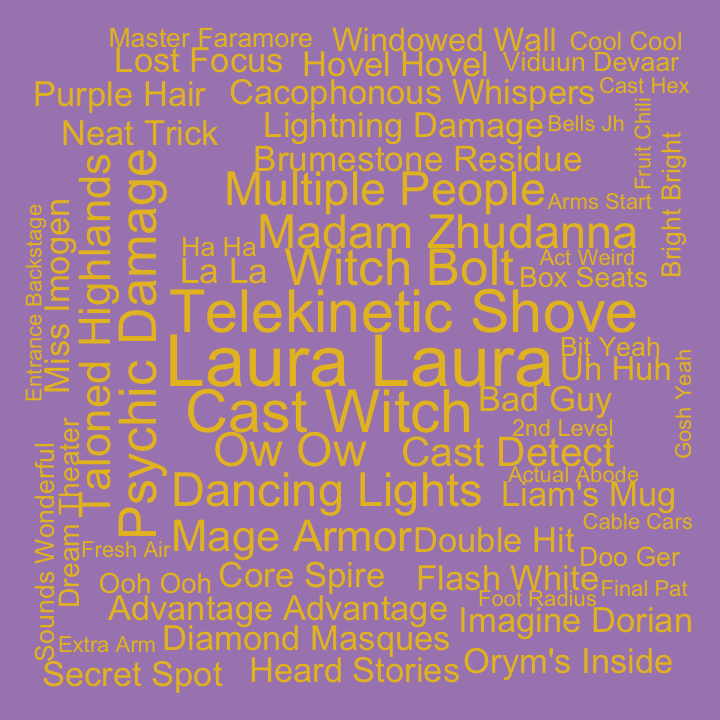 Master Faramore
Windowed Wall
Cool Cool
Lost Focus
Hovel Hovel
Viduun Devaar
Purple Hair
Cacophonous Whispers
Cast Hex
Neat Trick
Lightning Damage
Bells Jh
Fruit Chili
Brumestone Residue
Bright Bright
Multiple People
Arms Start
Madam Zhudanna
Ha Ha
Act Weird
La La
Witch Bolt
Box Seats
Entrance Backstage
Miss Imogen
Taloned Highlands
Psychic Damage
Telekinetic Shove
Laura Laura
Bit Yeah
Uh Huh
Gosh Yeah
Cast Witch
Bad Guy
2nd Level
Ow Ow
Cast Detect
Actual Abode
Dancing Lights
Liam's Mug
Cable Cars
Sounds Wonderful
Dream Theater
Fresh Air
Mage Armor
Double Hit
Doo Ger
Ooh Ooh
Core Spire
Flash White
Final Pat
Foot Radius
Advantage Advantage
Imagine Dorian
Extra Arm
Diamond Masques
Secret Spot
Heard Stories
Orym's Inside